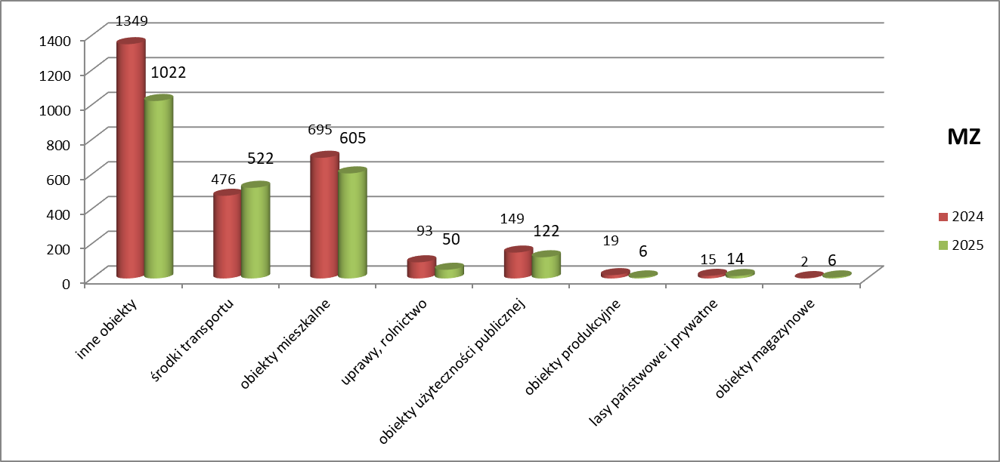 1349
1400
1200
1000
800
600
400
200
0
1022
476
522
695
605
93
50
149
122
19
6
15
14
2
6
inne obiekty
środki transportu
obiekty mieszkalne
uprawy, rolnictwo
obiekty użyteczności publicznej
obiekty produkcyjne
lasy państwowe i prywatne
obiekty magazynowe
MZ
2024
2025